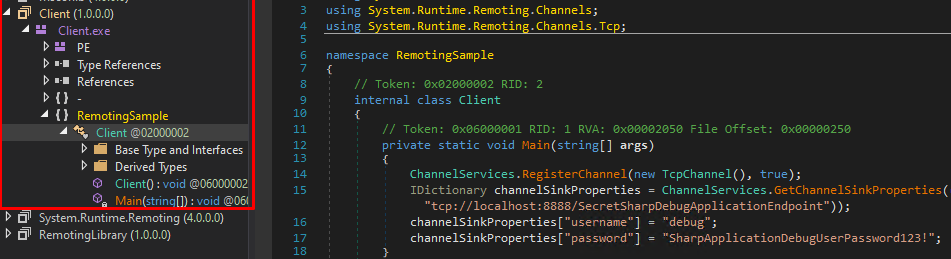 Client (1.0.0.0)
Client.exe
PE
Type References
References
{ } -
{ } RemotingSample
Client @02000002
Base Type and Interfaces
Derived Types
Client() : void @06000002
Main(string[]) : void @060
System.Runtime.Remoting (4.0.0.0)
RemotingLibrary (1.0.0.0)
3 using System.Runtime.Remoting.Channels;
4 using System.Runtime.Remoting.Channels.Tcp;
5
6 namespace RemotingSample
7 {
8 // Token: 0x02000002 RID: 2
9 internal class Client
10 {
11 // Token: 0x06000001 RID: 1 RVA: 0x00002050 File Offset: 0x00000250
12 private static void Main(string[] args)
13 {
14 ChannelServices.RegisterChannel(new TcpChannel(), true);
15 IDictionary channelSinkProperties = ChannelServices.GetChannelSinkProperties(
"tcp://localhost:8888/SecretSharpDebugApplicationEndpoint"));
16 channelSinkProperties["username"] = "debug";
17 channelSinkProperties["password"] = "SharpApplicationDebugUserPassword123!";
18 }